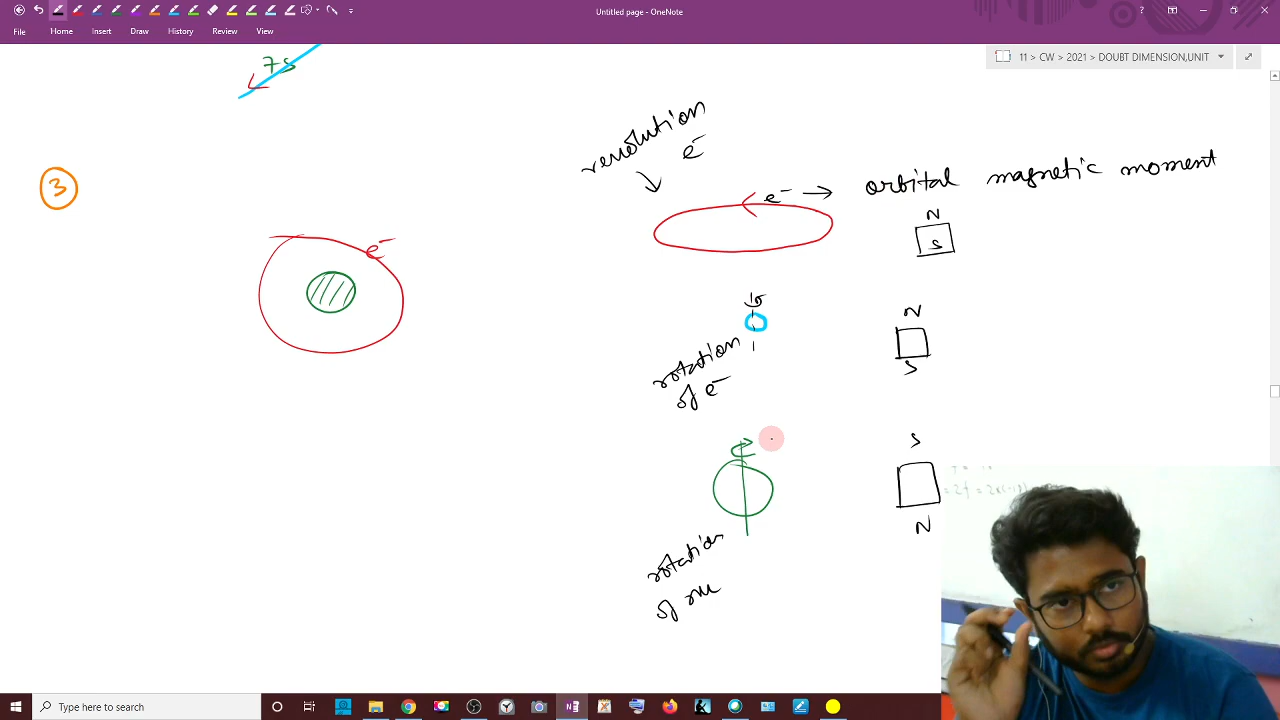 Untitled page - OneNote
File Home Insert Draw History Review View
11 > CW > 2021 > DOUBT DIMENSION,UNIT
7s
3
revolution
e⁻
e⁻ → orbital magnetic moment
N
S
e⁻
N
rotation
of e⁻
S
S
N
rotation
of nu
Type here to search